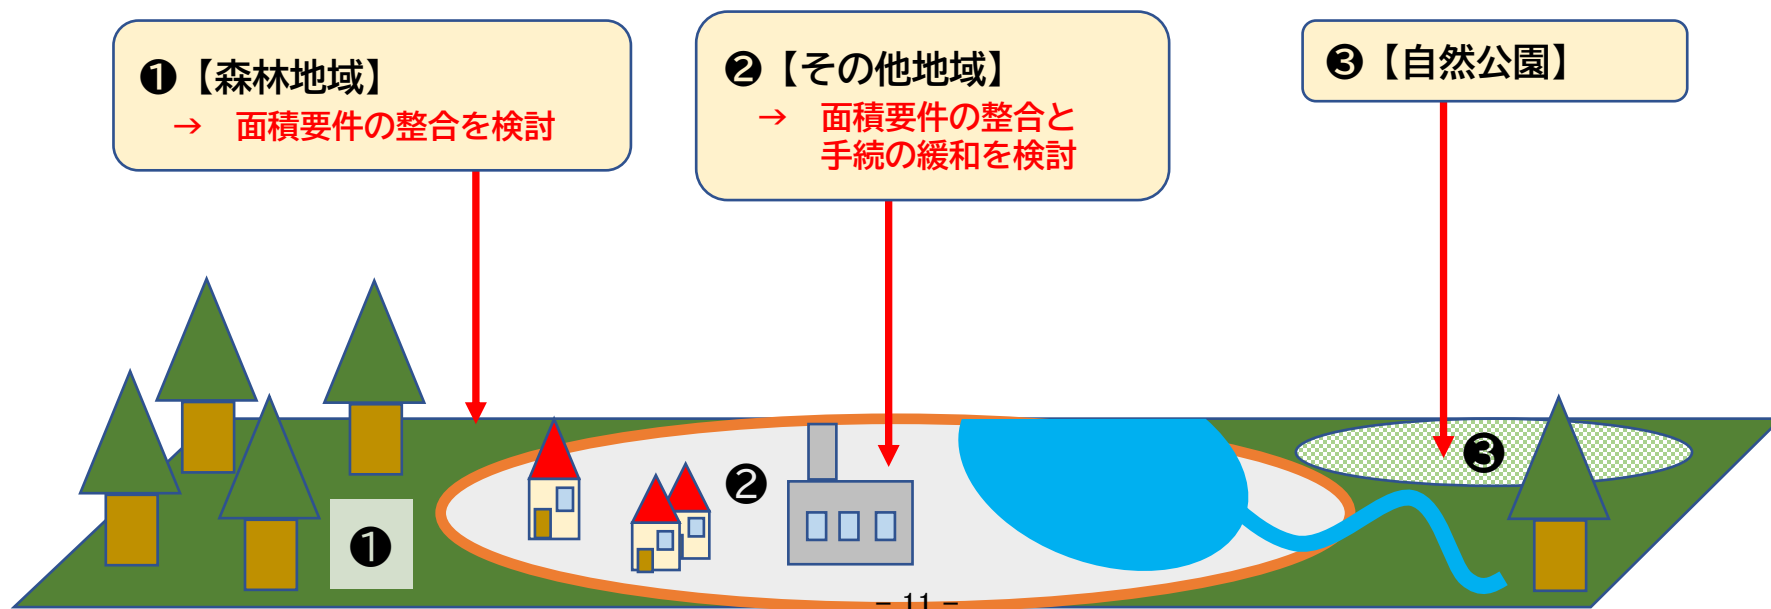 ❶【森林地域】
→ 面積要件の整合を検討
❷【その他地域】
→ 面積要件の整合と
手続の緩和を検討
❸【自然公園】
❸
❷
❶
- 11 -